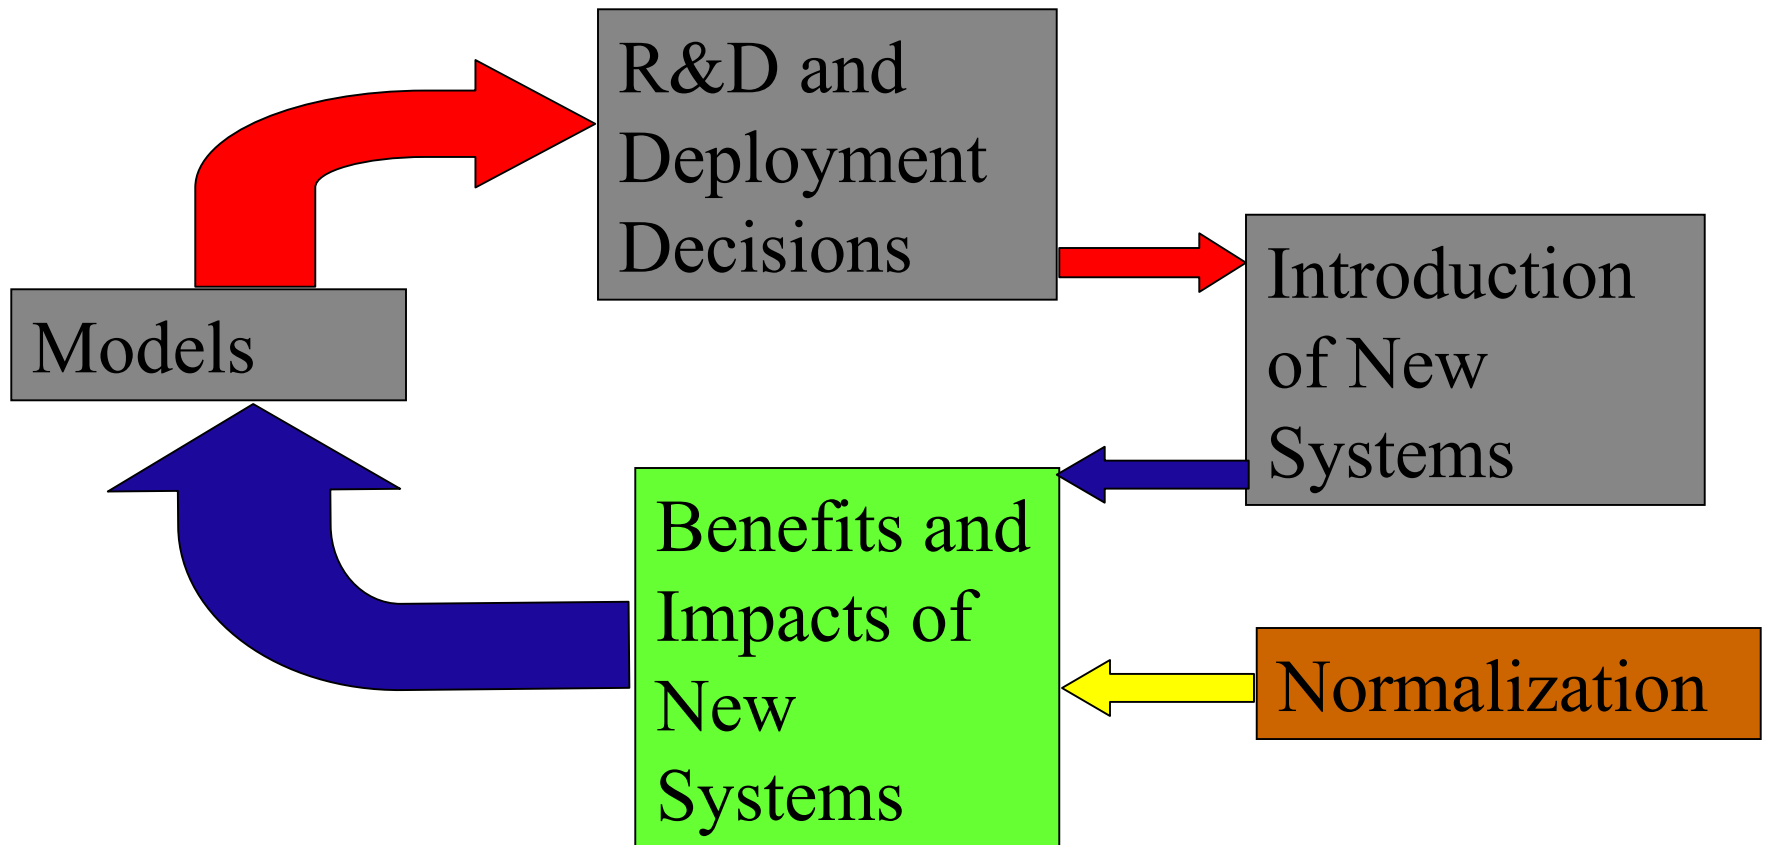 R&D and
Deployment
Decisions
Introduction
of New
Systems
Models
Benefits and
Impacts of
New
Systems
Normalization